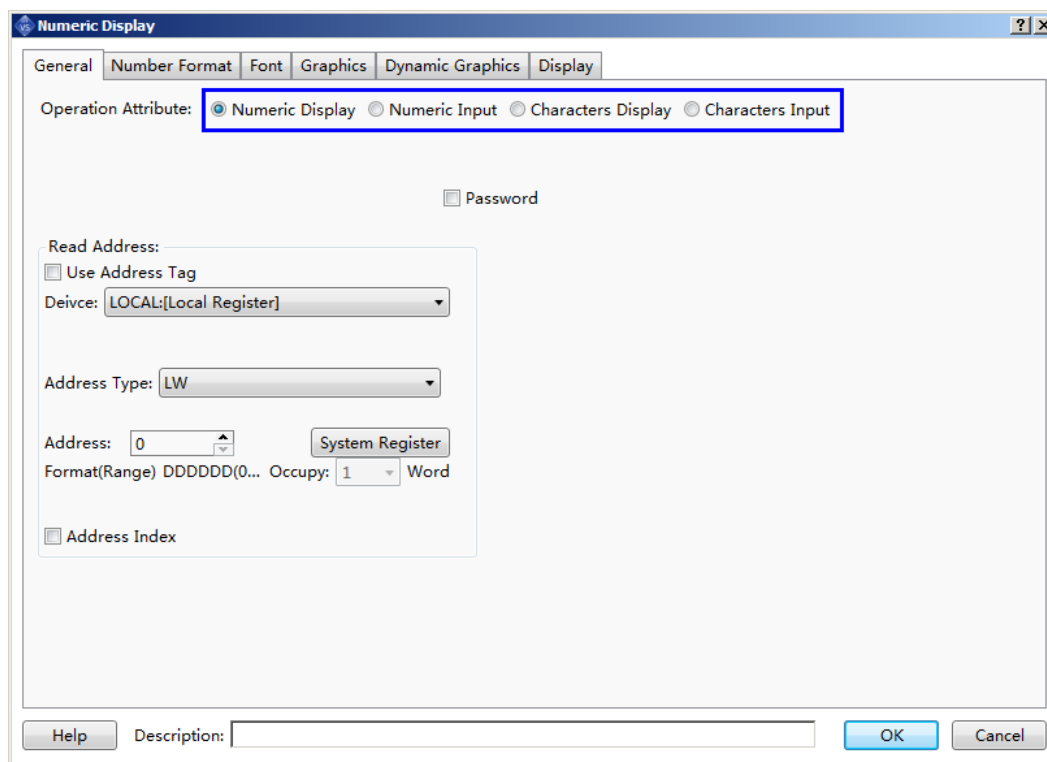 Numeric Display
General Number Format Font Graphics Dynamic Graphics Display
Operation Attribute: Numeric Display Numeric Input Characters Display Characters Input
Password
Read Address:
Use Address Tag
Deivce: LOCAL:[Local Register]
Address Type: LW
Address: 0 System Register
Format(Range) DDDDDD(0... Occupy: 1 Word
Address Index
Help Description: OK Cancel